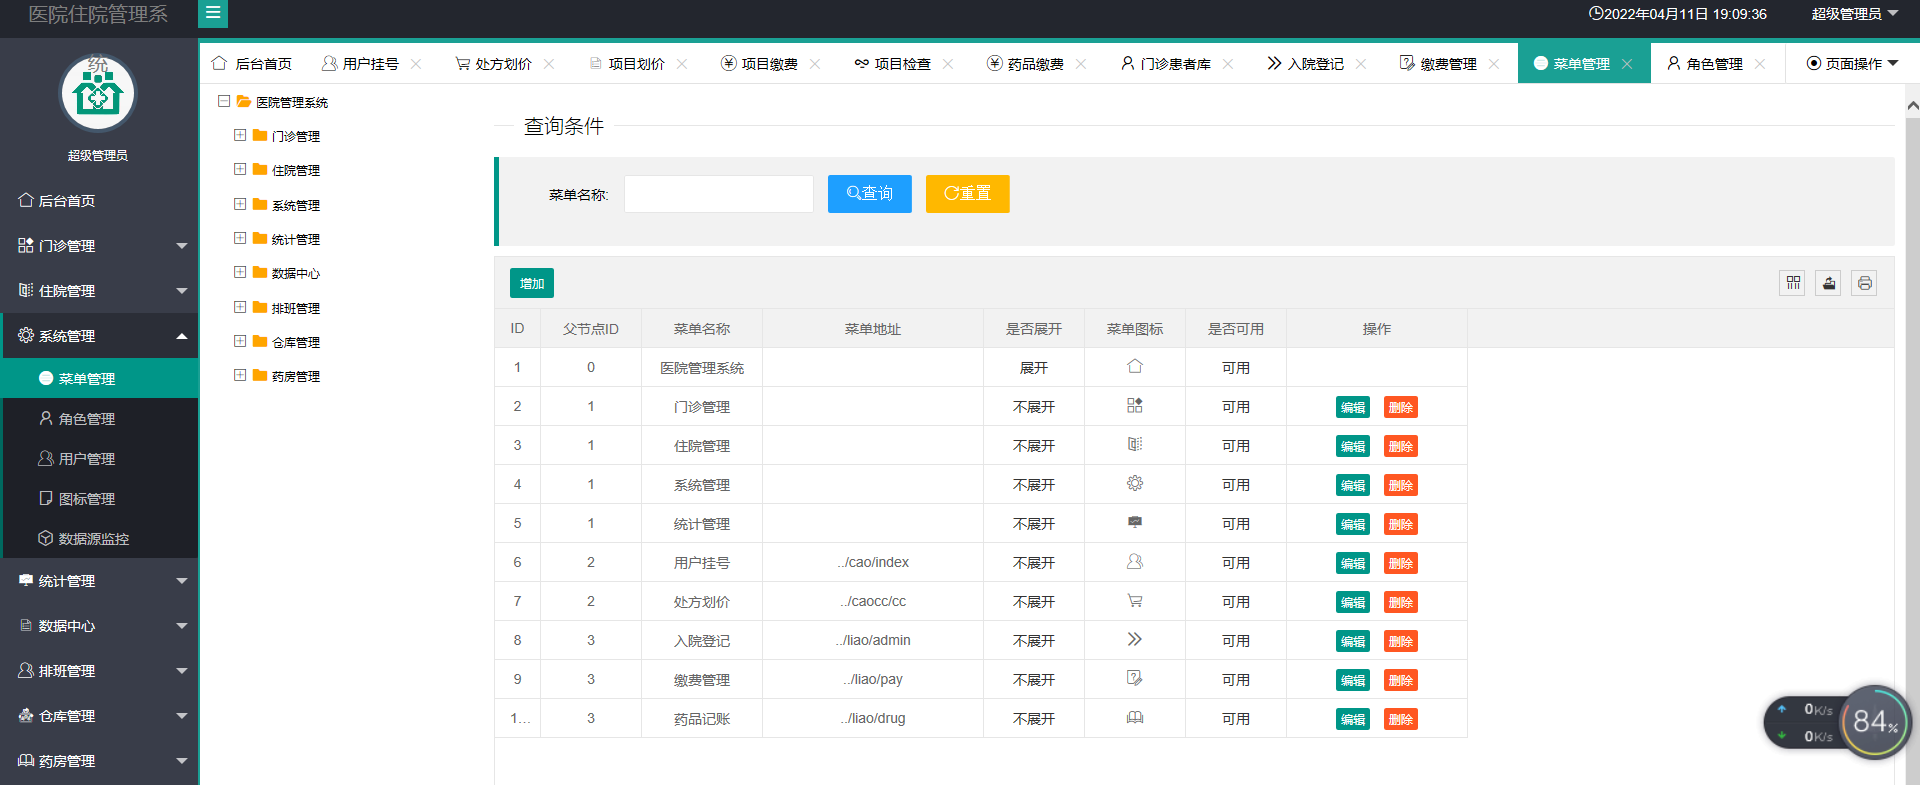 医院住院管理系
统
2022年04月11日 19:09:36
超级管理员
超级管理员
后台首页
门诊管理
住院管理
系统管理
菜单管理
角色管理
用户管理
图标管理
数据源监控
统计管理
数据中心
排班管理
仓库管理
药房管理
后台首页 用户挂号 处方划价 项目划价 项目缴费 项目检查 药品缴费 门诊患者库 入院登记 缴费管理 菜单管理 角色管理 页面操作
医院管理系统
门诊管理
住院管理
系统管理
统计管理
数据中心
排班管理
仓库管理
药房管理
查询条件
菜单名称: 查询 重置
增加
ID 父节点ID 菜单名称 菜单地址 是否展开 菜单图标 是否可用 操作
1 0 医院管理系统 展开 可用
2 1 门诊管理 不展开 可用 编辑 删除
3 1 住院管理 不展开 可用 编辑 删除
4 1 系统管理 不展开 可用 编辑 删除
5 1 统计管理 不展开 可用 编辑 删除
6 2 用户挂号 ../cao/index 不展开 可用 编辑 删除
7 2 处方划价 ../caocc/cc 不展开 可用 编辑 删除
8 3 入院登记 ../liao/admin 不展开 可用 编辑 删除
9 3 缴费管理 ../liao/pay 不展开 可用 编辑 删除
1... 3 药品记账 ../liao/drug 不展开 可用 编辑 删除
0K/s
0K/s
84%